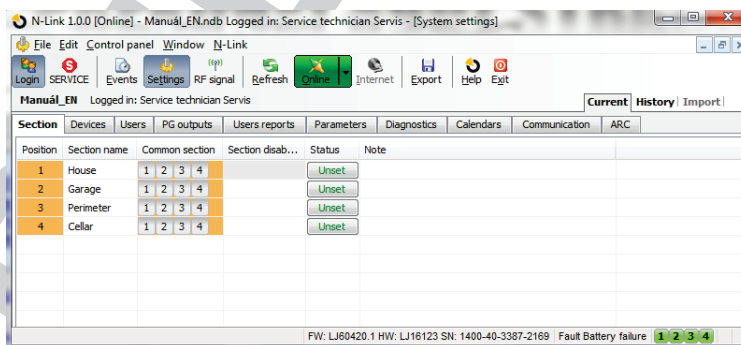 N-Link 1.0.0 [Online] - Manuál_EN.ndb Logged in: Service technician Servis - [System settings]
File Edit Control panel Window N-Link
Login SERVICE Events Settings RF signal Refresh Online Internet Export Help Exit
Manuál_EN Logged in: Service technician Servis Current History Import
Section Devices Users PG outputs Users reports Parameters Diagnostics Calendars Communication ARC
Position Section name Common section Section disab... Status Note
1 House 1 2 3 4 Unset
2 Garage 1 2 3 4 Unset
3 Perimeter 1 2 3 4 Unset
4 Cellar 1 2 3 4 Unset
FW: LJ60420.1 HW: LJ16123 SN: 1400-40-3387-2169 Fault Battery failure 1 2 3 4